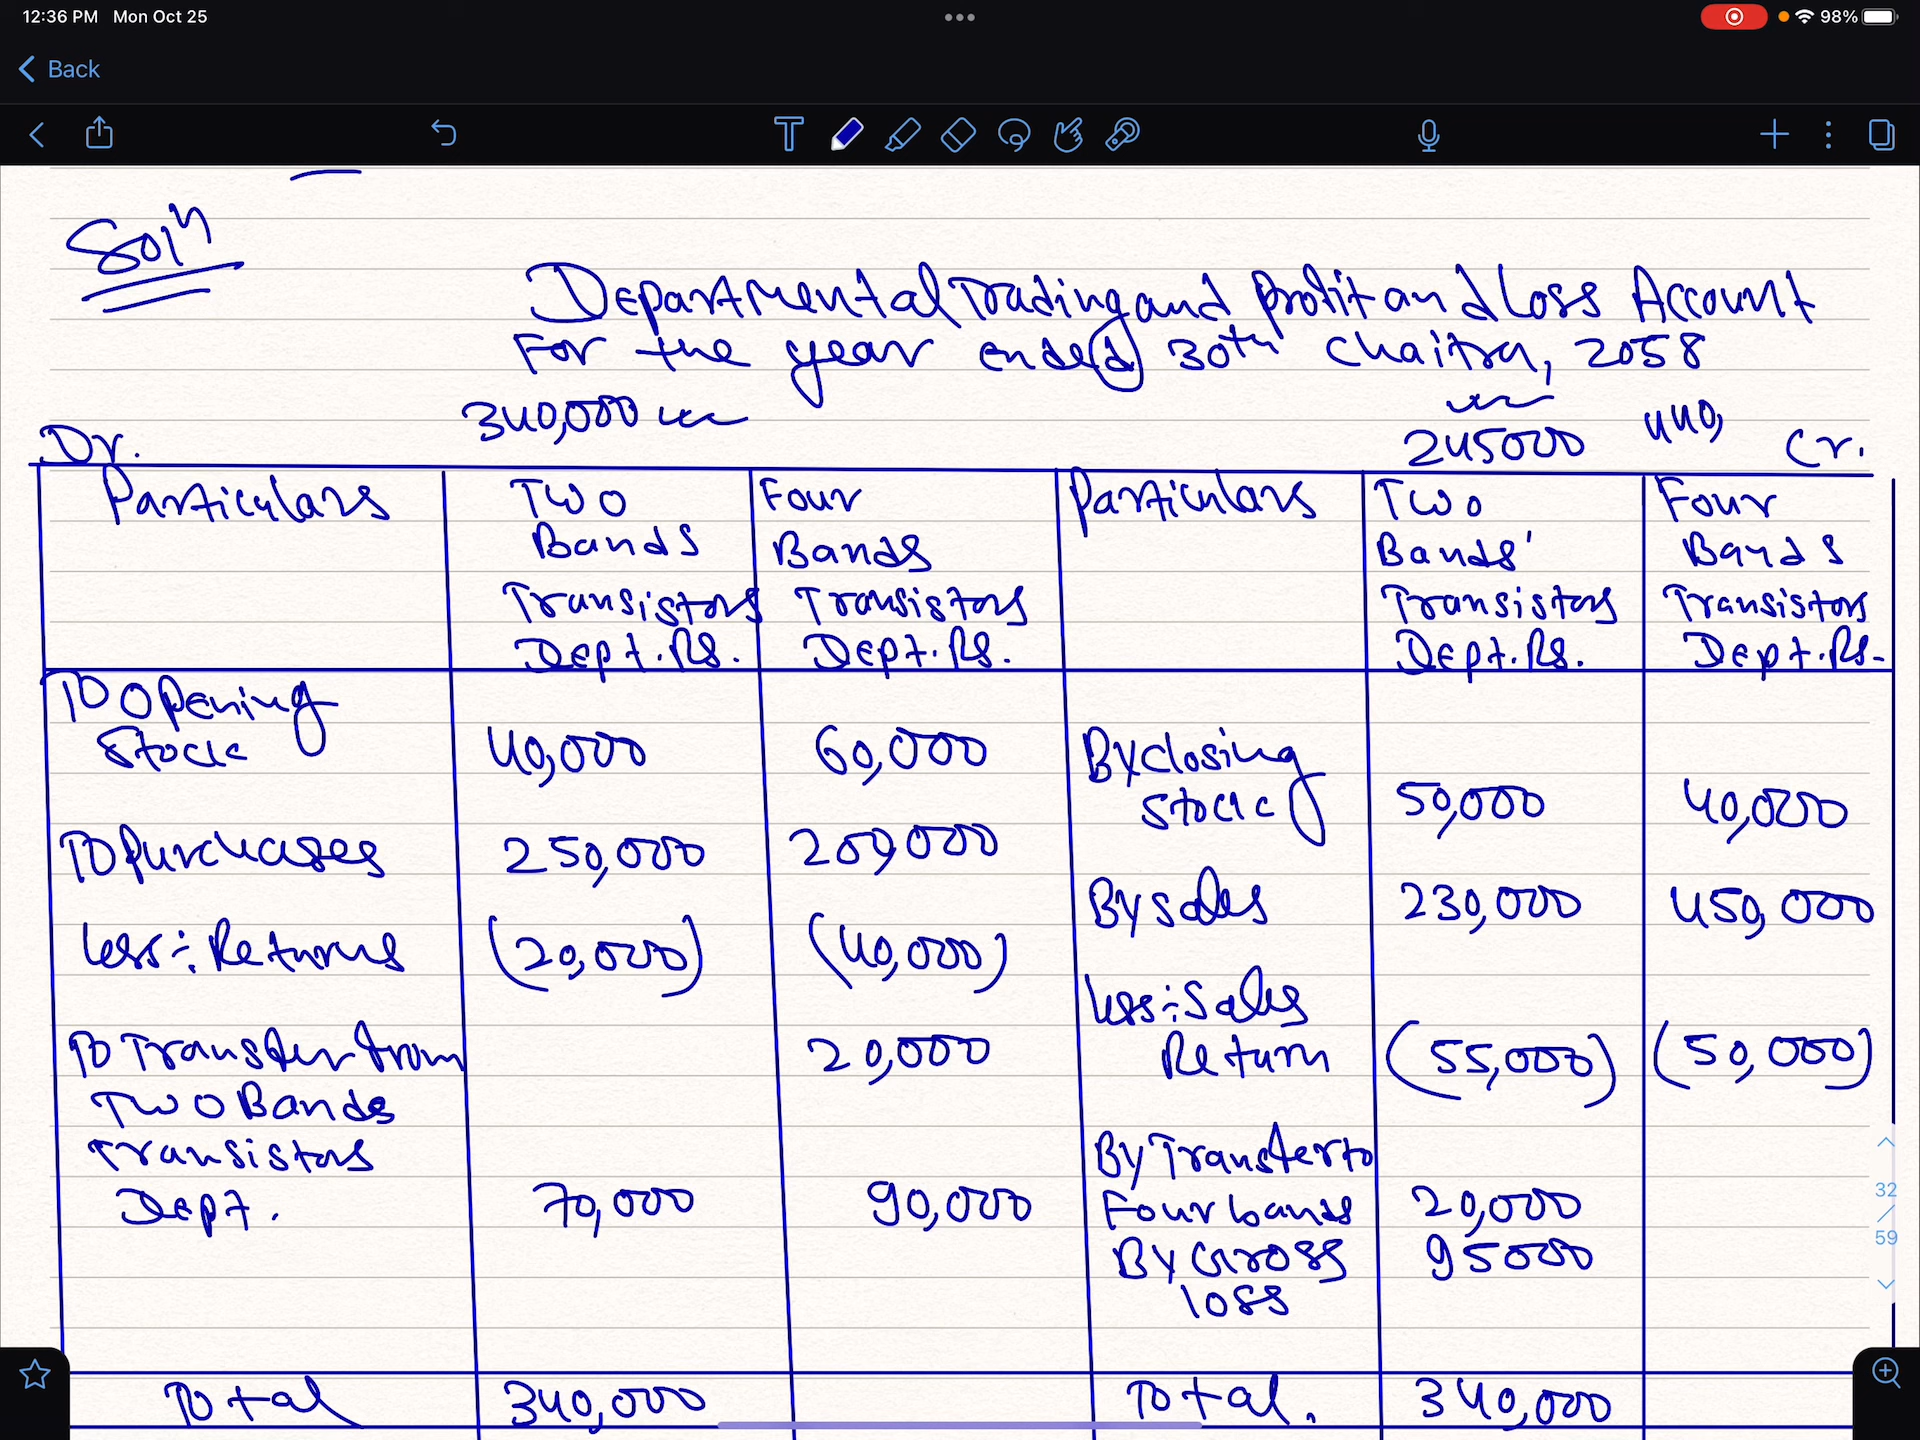 12:36 PM Mon Oct 25
98%
Back
Soln
Departmental Trading and Profit and Loss Account
For the year ended 30th Chaitra, 2058
340,000
245000 440,
Dr. Cr.
Particulars Two Bands Transistors Dept. Rs. Four Bands Transistors Dept. Rs. Particulars Two Bands' Transistors Dept. Rs. Four Bands Transistors Dept. Rs.
To Opening
Stock 40,000 60,000 By closing
Stock 50,000 40,000
To Purchases 250,000 200,000
By sales 230,000 450,000
Less:- Returns (20,000) (40,000)
Less:- Sales
Return (55,000) (50,000)
To Transfer from 20,000
Two Bands
Transistors By Transfer to
Dept. 70,000 90,000 Four bands 20,000
By Gross 95000
loss
32
59
Total 340,000 Total. 340,000